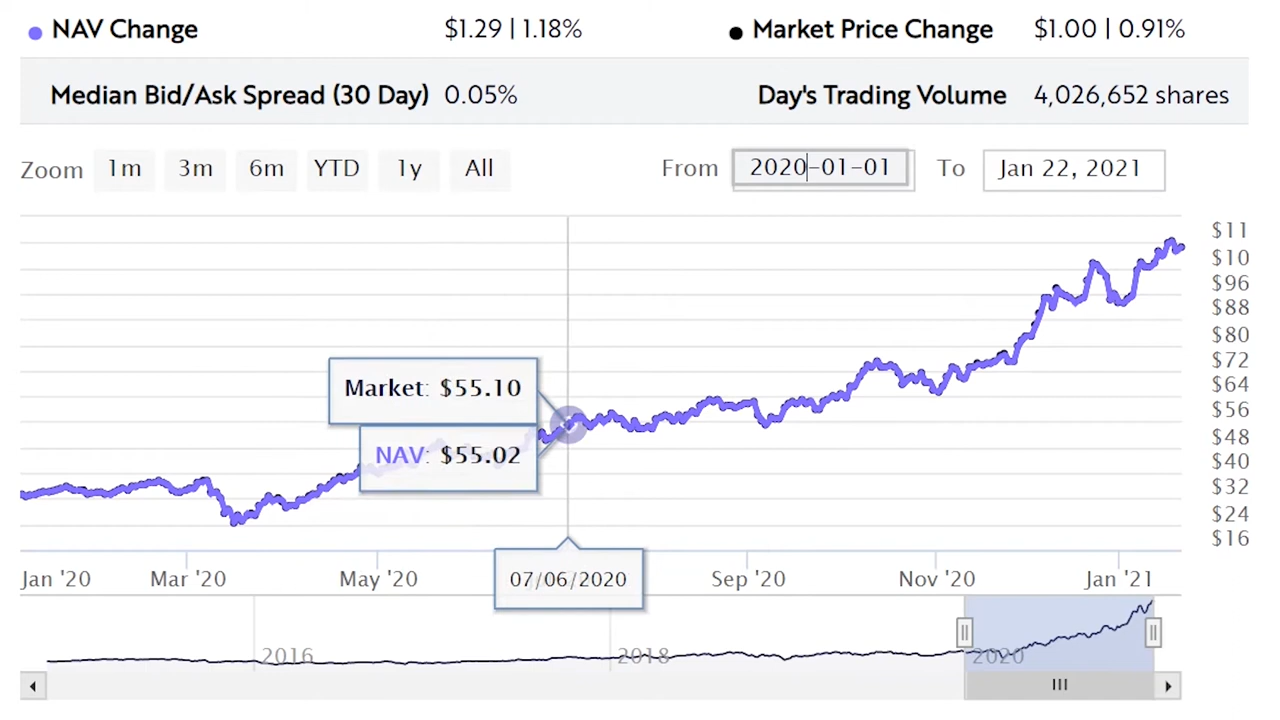 NAV Change $1.29 | 1.18% Market Price Change $1.00 | 0.91%
Median Bid/Ask Spread (30 Day) 0.05% Day's Trading Volume 4,026,652 shares
Zoom 1m 3m 6m YTD 1y All From 2020-01-01 To Jan 22, 2021
$11
$10
$96
$88
$80
$72
$64
$56
$48
$40
$32
$24
$16
Market: $55.10
NAV: $55.02
Jan '20 Mar '20 May '20 07/06/2020 Sep '20 Nov '20 Jan '21
2016 2018 2020